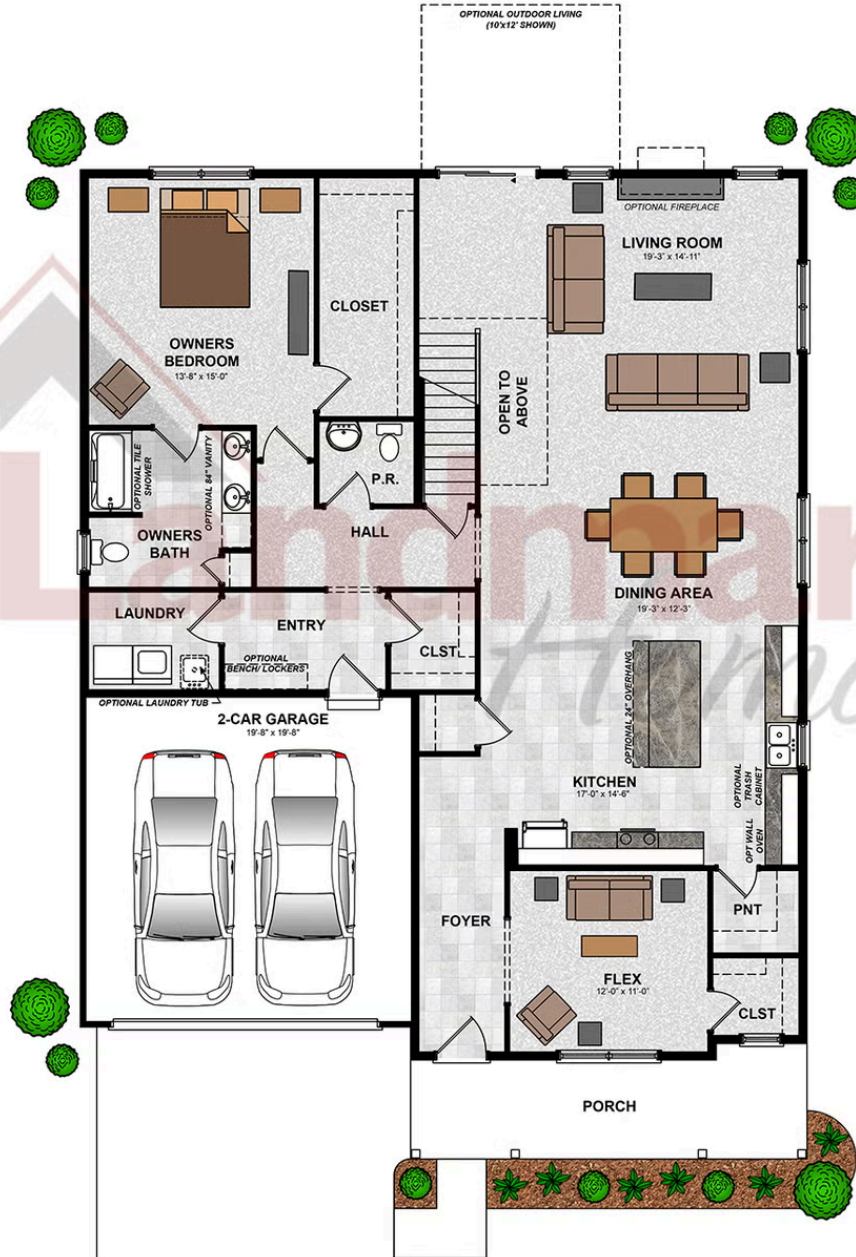 OPTIONAL OUTDOOR LIVING
(10'x12' SHOWN)
OPTIONAL FIREPLACE
LIVING ROOM
19'-3" x 14'-11"
CLOSET
OWNERS
BEDROOM
13'-8" x 15'-0"
OPEN TO
ABOVE
OPTIONAL TILE
SHOWER
OPTIONAL 84" VANITY
P.R.
OWNERS
BATH
HALL
DINING AREA
19'-3" x 12'-3"
LAUNDRY
ENTRY
CLST
OPTIONAL
BENCH/ LOCKERS
OPTIONAL LAUNDRY TUB
2-CAR GARAGE
19'-8" x 19'-8"
OPTIONAL 24" OVERHANG
KITCHEN
17'-0" x 14'-6"
OPTIONAL
TRASH
CABINET
OPT WALL
OVEN
PNT
FOYER
FLEX
12'-0" x 11'-0"
CLST
PORCH
Landmar
Hom